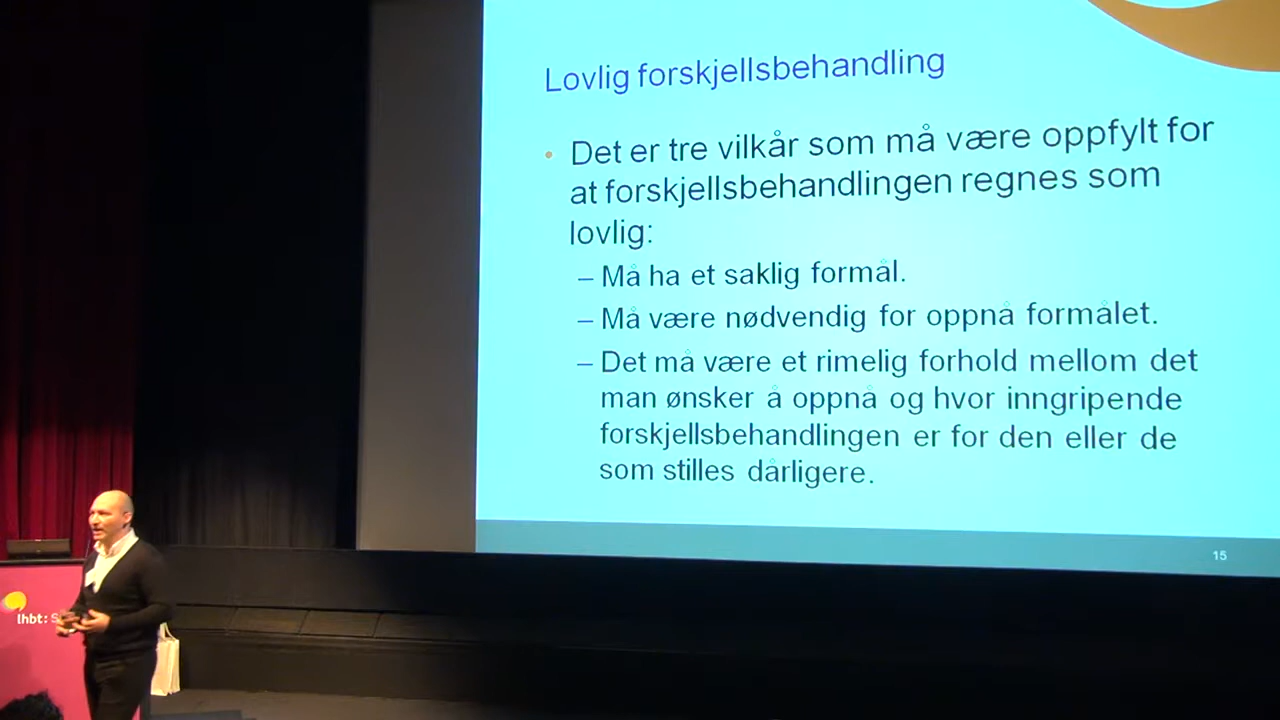 Lovlig forskjellsbehandling
• Det er tre vilkår som må være oppfylt for
at forskjellsbehandlingen regnes som
lovlig:
– Må ha et saklig formål.
– Må være nødvendig for oppnå formålet.
– Det må være et rimelig forhold mellom det
man ønsker å oppnå og hvor inngripende
forskjellsbehandlingen er for den eller de
som stilles dårligere.
15
lhbt: